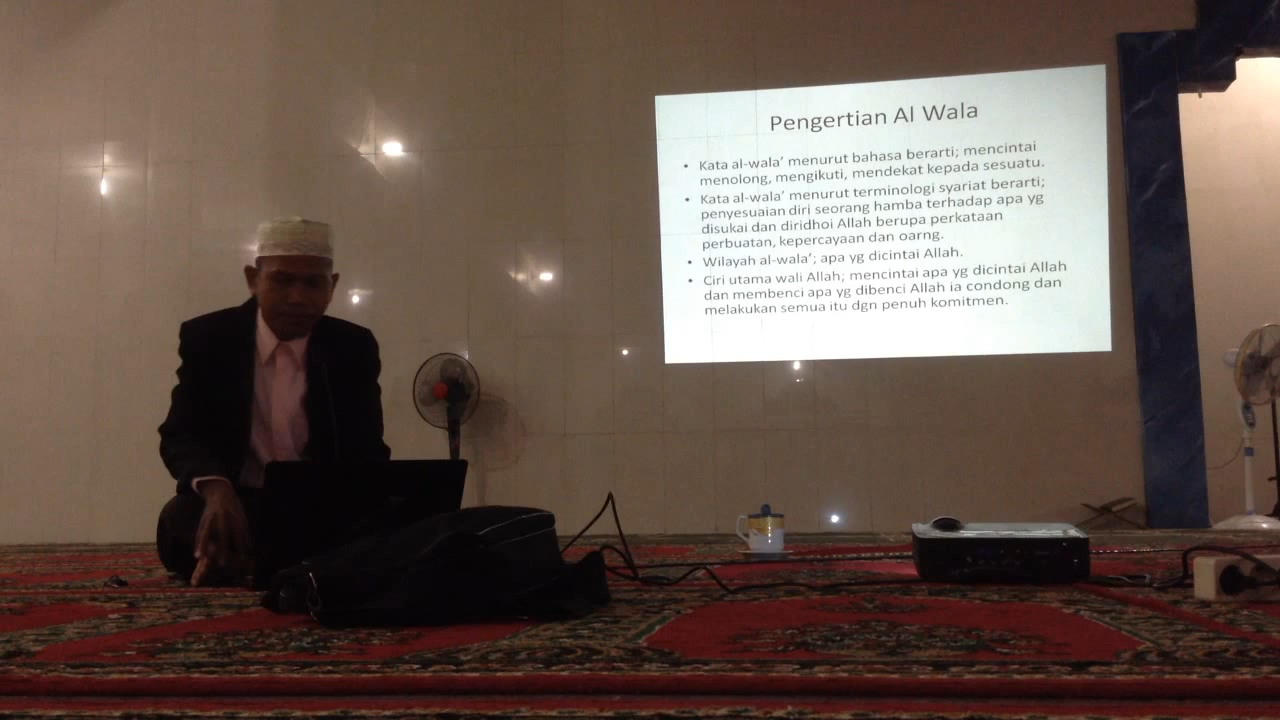 Pengertian Al Wala
• Kata al-wala’ menurut bahasa berarti; mencintai
menolong, mengikuti, mendekat kepada sesuatu.
• Kata al-wala’ menurut terminologi syariat berarti;
penyesuaian diri seorang hamba terhadap apa yg
disukai dan diridhoi Allah berupa perkataan
perbuatan, kepercayaan dan oarng.
• Wilayah al-wala’; apa yg dicintai Allah.
• Ciri utama wali Allah; mencintai apa yg dicintai Allah
dan membenci apa yg dibenci Allah ia condong dan
melakukan semua itu dgn penuh komitmen.